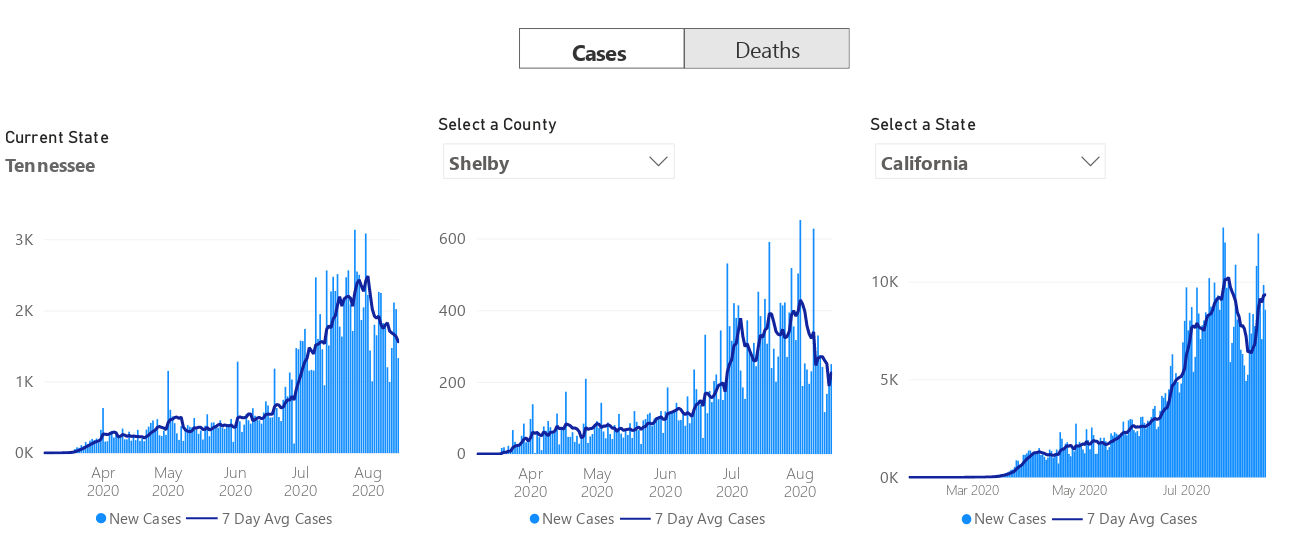 Cases
Deaths
Current State
Tennessee
Select a County
Shelby
Select a State
California
3K
2K
1K
0K
Apr 2020
May 2020
Jun 2020
Jul 2020
Aug 2020
New Cases
7 Day Avg Cases
600
400
200
0
Apr 2020
May 2020
Jun 2020
Jul 2020
Aug 2020
New Cases
7 Day Avg Cases
10K
5K
0K
Mar 2020
May 2020
Jul 2020
New Cases
7 Day Avg Cases